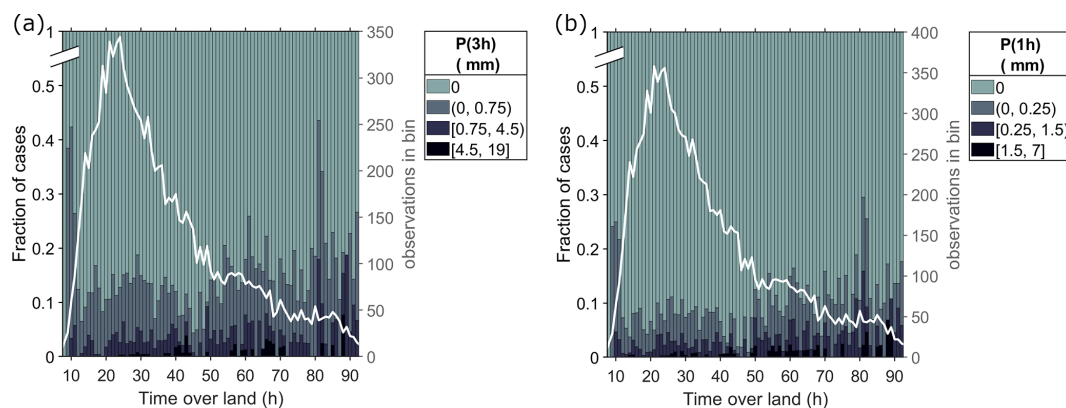 (a)
1
0.5
0.4
0.3
0.2
0.1
0
Fraction of cases
10 20 30 40 50 60 70 80 90
Time over land (h)
350
300
250
200
150
100
50
0
observations in bin
P(3h)
( mm)
0
(0, 0.75)
[0.75, 4.5)
[4.5, 19]
(b)
1
0.5
0.4
0.3
0.2
0.1
0
Fraction of cases
10 20 30 40 50 60 70 80 90
Time over land (h)
400
350
300
250
200
150
100
50
0
observations in bin
P(1h)
( mm)
0
(0, 0.25)
[0.25, 1.5)
[1.5, 7]